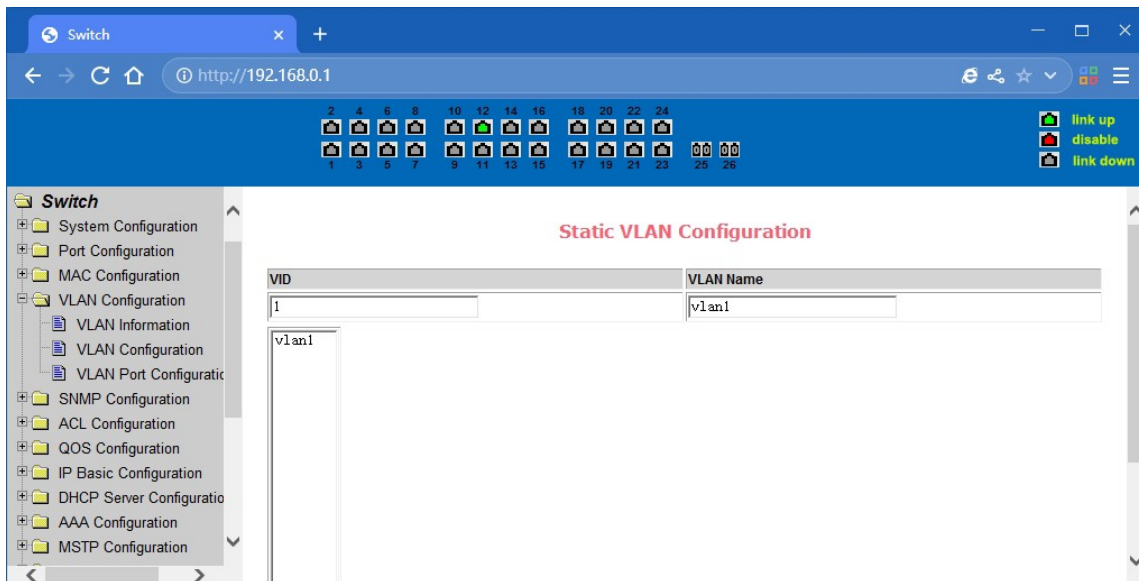 Switch
http://192.168.0.1
2 4 6 8 10 12 14 16 18 20 22 24
1 3 5 7 9 11 13 15 17 19 21 23 25 26
link up
disable
link down
Switch
System Configuration
Port Configuration
MAC Configuration
VLAN Configuration
VLAN Information
VLAN Configuration
VLAN Port Configuratio
SNMP Configuration
ACL Configuration
QOS Configuration
IP Basic Configuration
DHCP Server Configuratio
AAA Configuration
MSTP Configuration
Static VLAN Configuration
VID VLAN Name
1 vlan1
vlan1